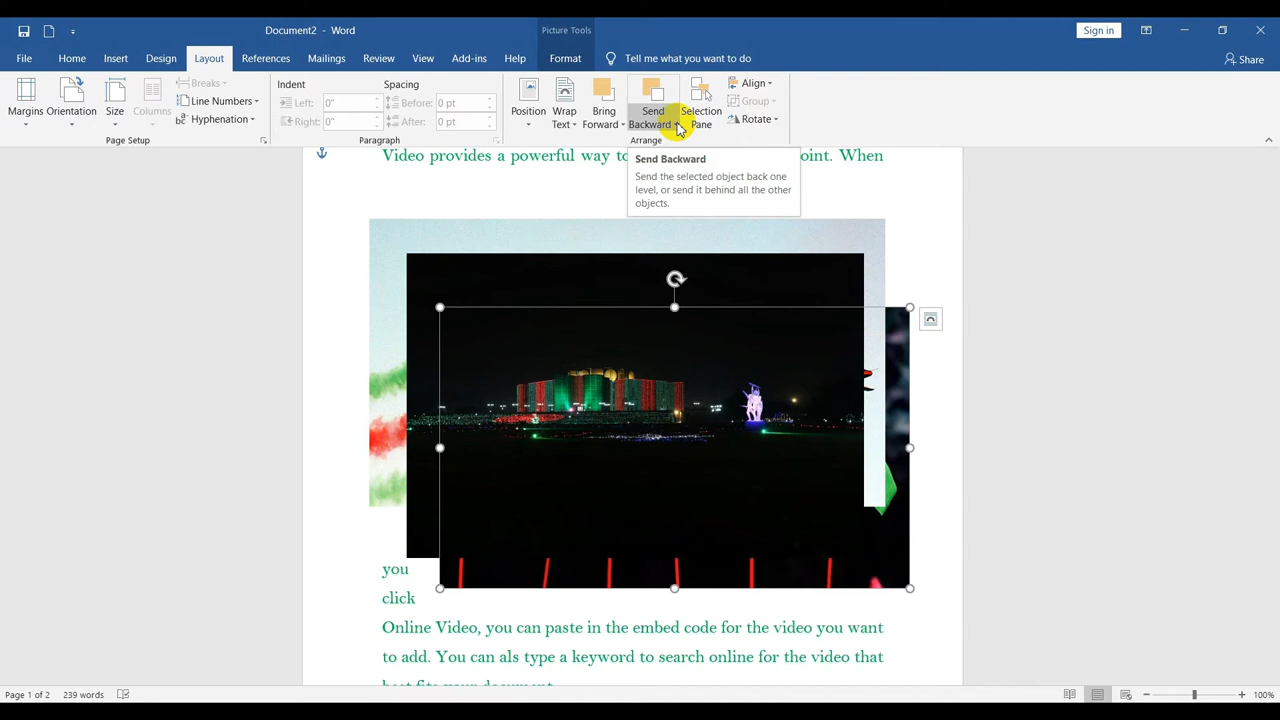 Document2 - Word
Picture Tools
Sign in
File
Home
Insert
Design
Layout
References
Mailings
Review
View
Add-ins
Help
Format
Tell me what you want to do
Share
Margins
Orientation
Size
Columns
Breaks
Line Numbers
Hyphenation
Page Setup
Indent
Left: 0"
Right: 0"
Spacing
Before: 0 pt
After: 0 pt
Paragraph
Position
Wrap
Text
Bring
Forward
Send
Backward
Selection
Pane
Align
Group
Rotate
Arrange
Send Backward
Send the selected object back one
level, or send it behind all the other
objects.
Video provides a powerful way to
oint. When
you
click
Online Video, you can paste in the embed code for the video you want
to add. You can als type a keyword to search online for the video that
best fits your document.
Page 1 of 2
239 words
100%